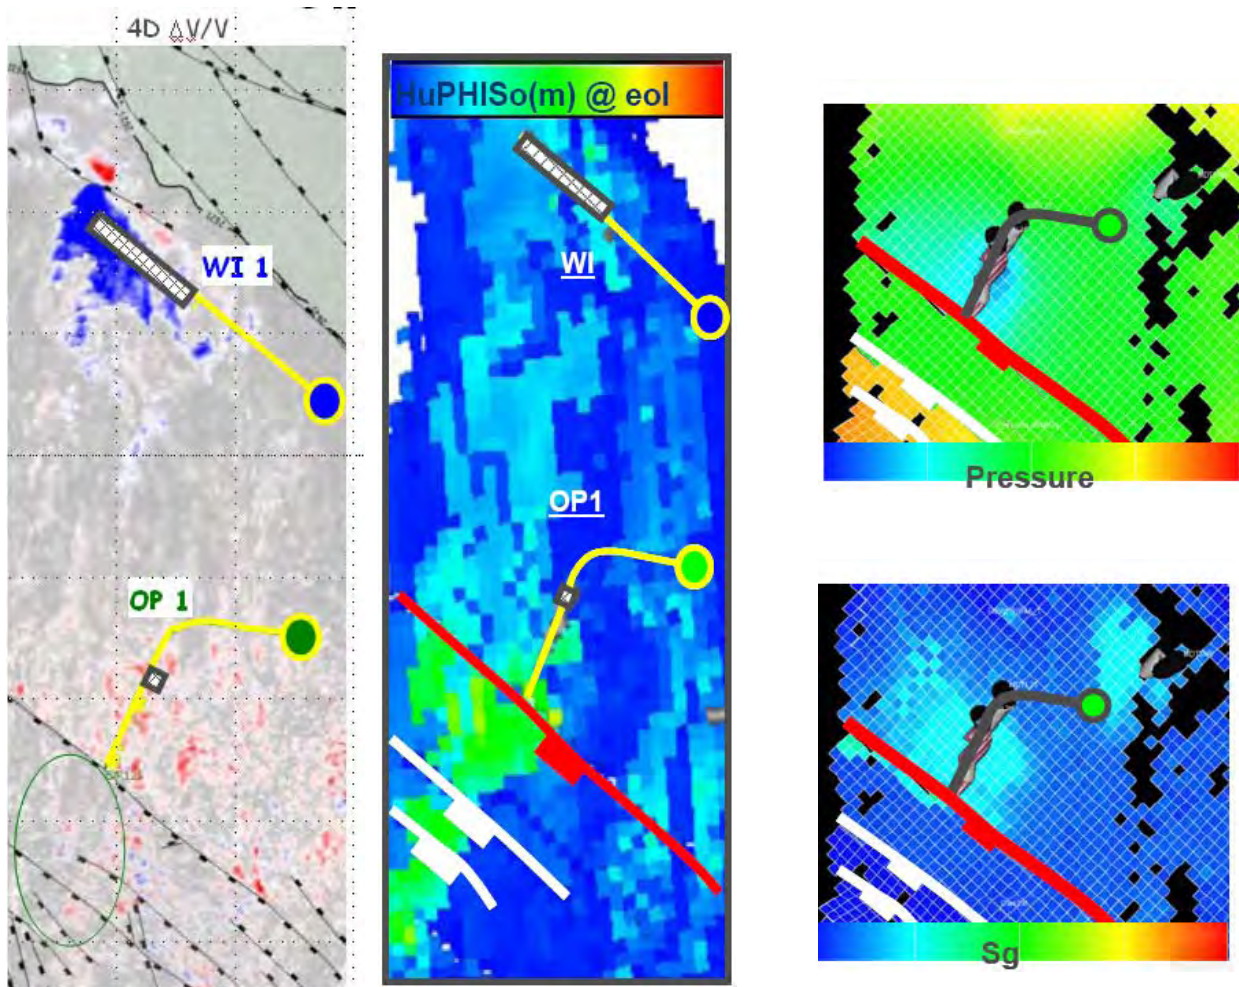 4D ΔV/V
WI 1
OP 1
HuPHISo(m) @ eol
WI
OP1
Pressure
Sg